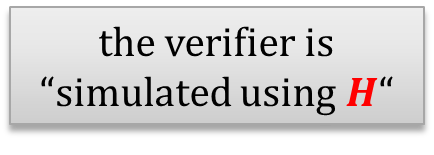 the verifier is
“simulated using H“